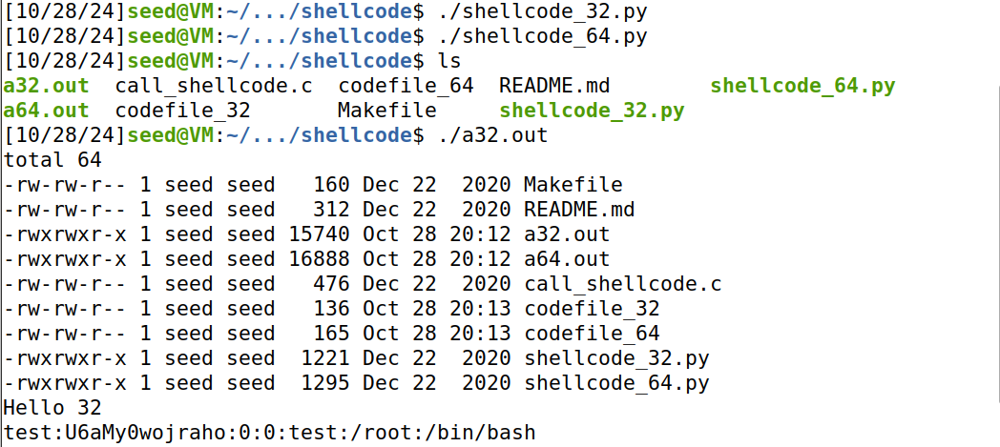 [10/28/24]seed@VM:~/.../shellcode$ ./shellcode_32.py
[10/28/24]seed@VM:~/.../shellcode$ ./shellcode_64.py
[10/28/24]seed@VM:~/.../shellcode$ ls
a32.out  call_shellcode.c  codefile_64  README.md        shellcode_64.py
a64.out  codefile_32       Makefile     shellcode_32.py
[10/28/24]seed@VM:~/.../shellcode$ ./a32.out
total 64
-rw-rw-r-- 1 seed seed   160 Dec 22  2020 Makefile
-rw-rw-r-- 1 seed seed   312 Dec 22  2020 README.md
-rwxrwxr-x 1 seed seed 15740 Oct 28 20:12 a32.out
-rwxrwxr-x 1 seed seed 16888 Oct 28 20:12 a64.out
-rw-rw-r-- 1 seed seed   476 Dec 22  2020 call_shellcode.c
-rw-rw-r-- 1 seed seed   136 Oct 28 20:13 codefile_32
-rw-rw-r-- 1 seed seed   165 Oct 28 20:13 codefile_64
-rwxrwxr-x 1 seed seed  1221 Dec 22  2020 shellcode_32.py
-rwxrwxr-x 1 seed seed  1295 Dec 22  2020 shellcode_64.py
Hello 32
test:U6aMy0wojraho:0:0:test:/root:/bin/bash